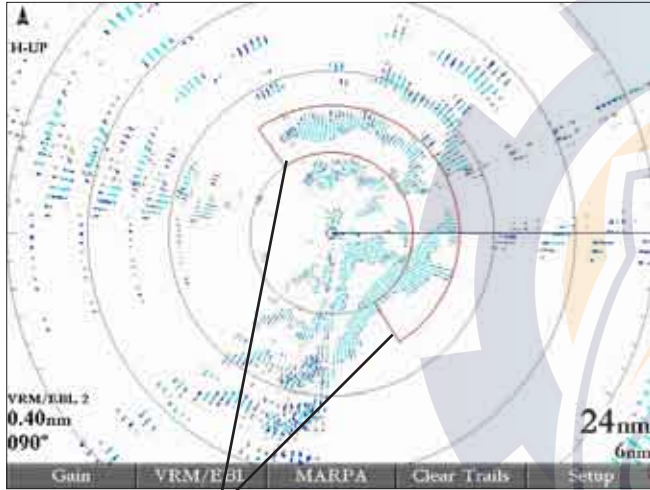 H-UP
VRM/EBL 2
0.40nm
090°
24nm
6nm
Gain VRM/EBL MARPA Clear Trails Setup